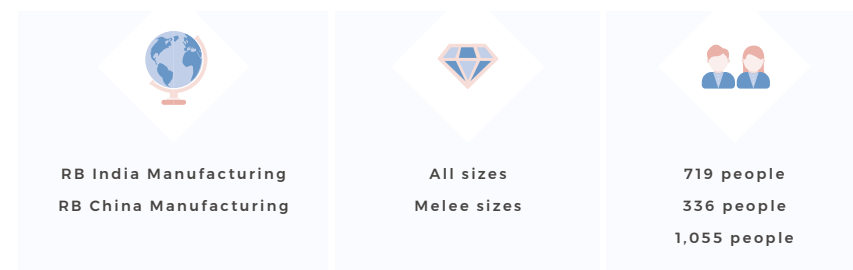 RB India Manufacturing
RB China Manufacturing
All sizes
Melee sizes
719 people
336 people
1,055 people